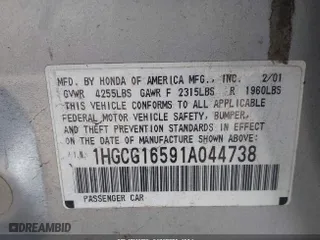 MFD. BY HONDA OF AMERICA MFG., INC. 2/01
GVWR 4255LBS GAWR F 2315LBS R 1960LBS
THIS VEHICLE CONFORMS TO ALL APPLICABLE
FEDERAL MOTOR VEHICLE SAFETY, BUMPER,
AND THEFT PREVENTION STANDARDS IN EFFECT
ON THE DATE OF MANUFACTURE SHOWN ABOVE.
1HGCG16591A044738
PASSENGER CAR
DREAMBID